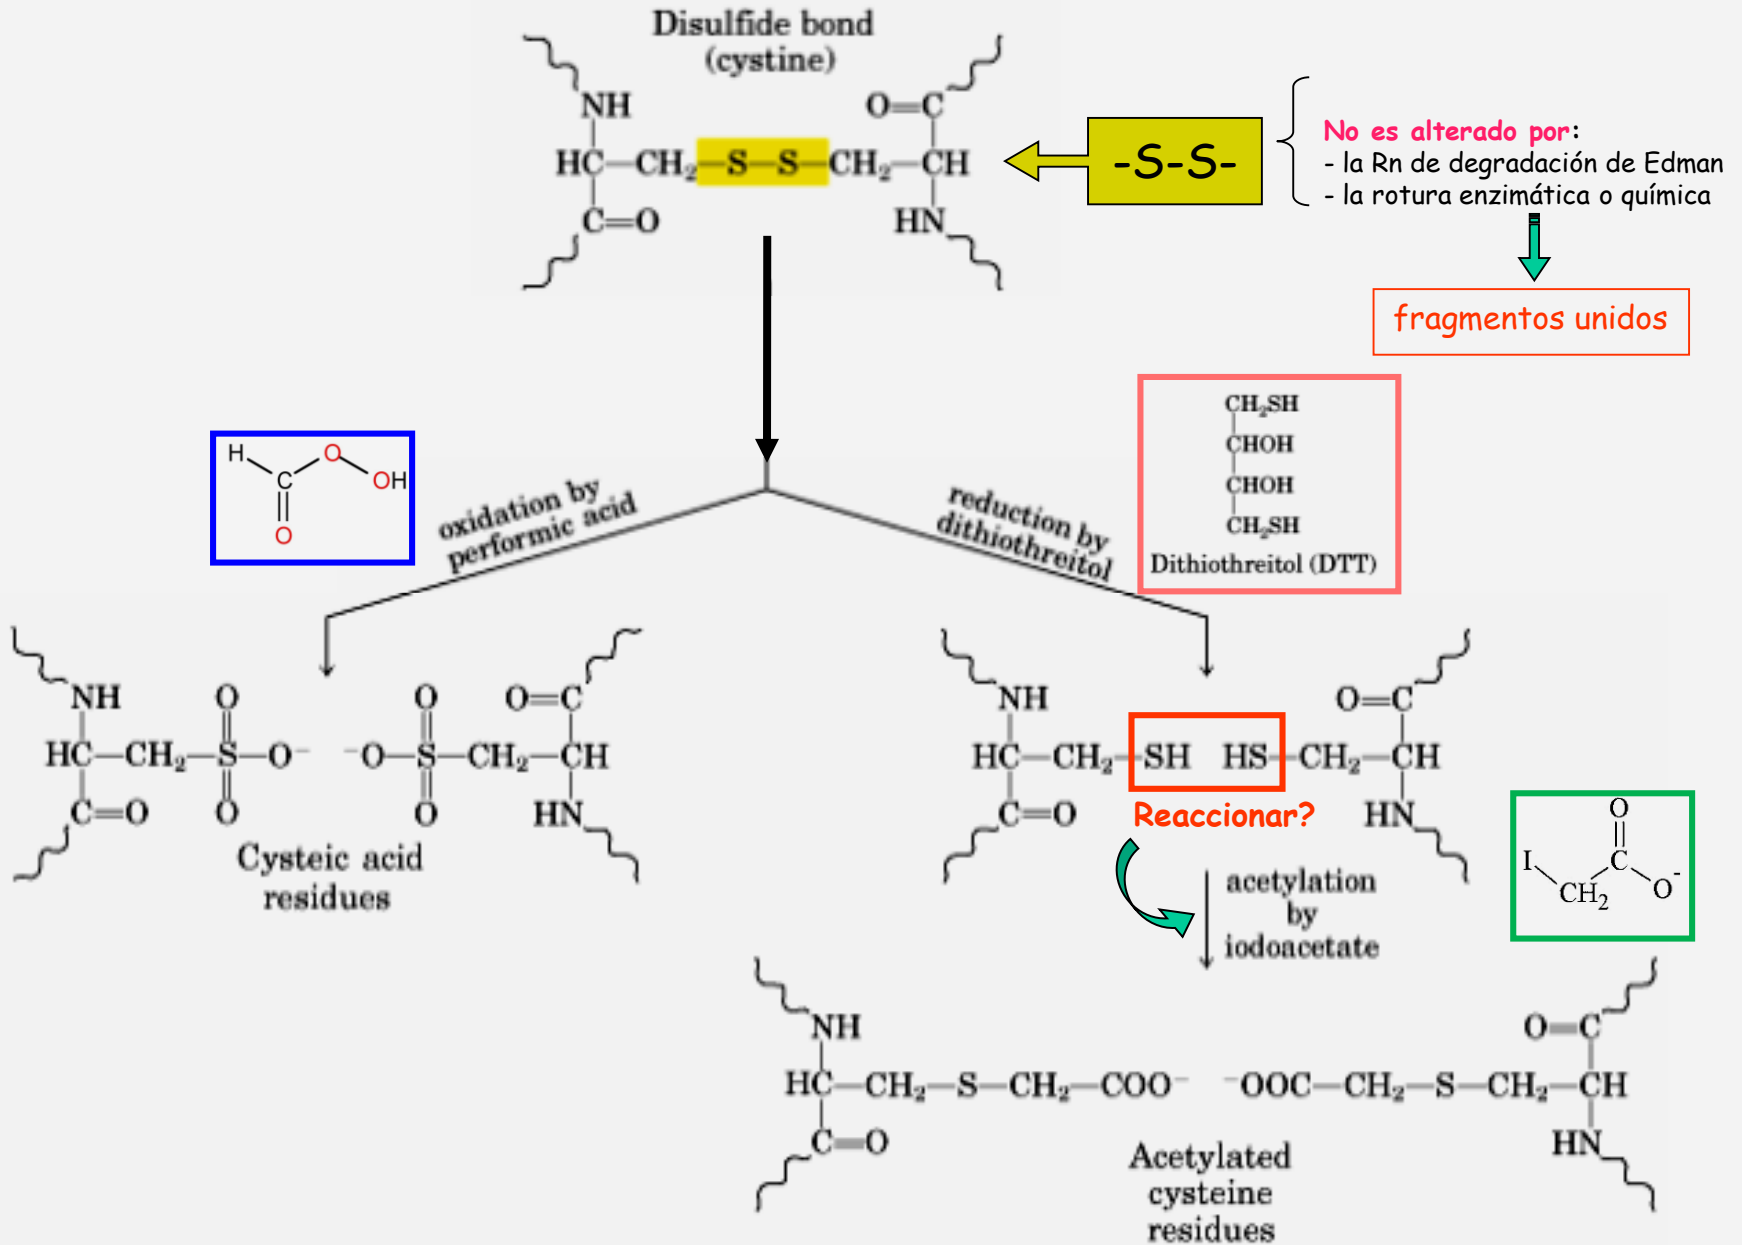 Disulfide bond
(cystine)
NH
O=C
HC—CH₂—S—S—CH₂—CH
C=O
HN
-S-S-
No es alterado por:
- la Rn de degradación de Edman
- la rotura enzimática o química
fragmentos unidos
H
C
O
OH
O
oxidation by
performic acid
reduction by
dithiothreitol
CH₂SH
CHOH
CHOH
CH₂SH
Dithiothreitol (DTT)
NH
O
O
O=C
HC—CH₂—S—O⁻ ⁻O—S—CH₂—CH
C=O
O
O
HN
Cysteic acid
residues
NH
O=C
HC—CH₂—SH HS—CH₂—CH
C=O
HN
Reaccionar?
acetylation
by
iodoacetate
O
I
C
CH₂
O⁻
NH
O=C
HC—CH₂—S—CH₂—COO⁻ ⁻OOC—CH₂—S—CH₂—CH
C=O
HN
Acetylated
cysteine
residues